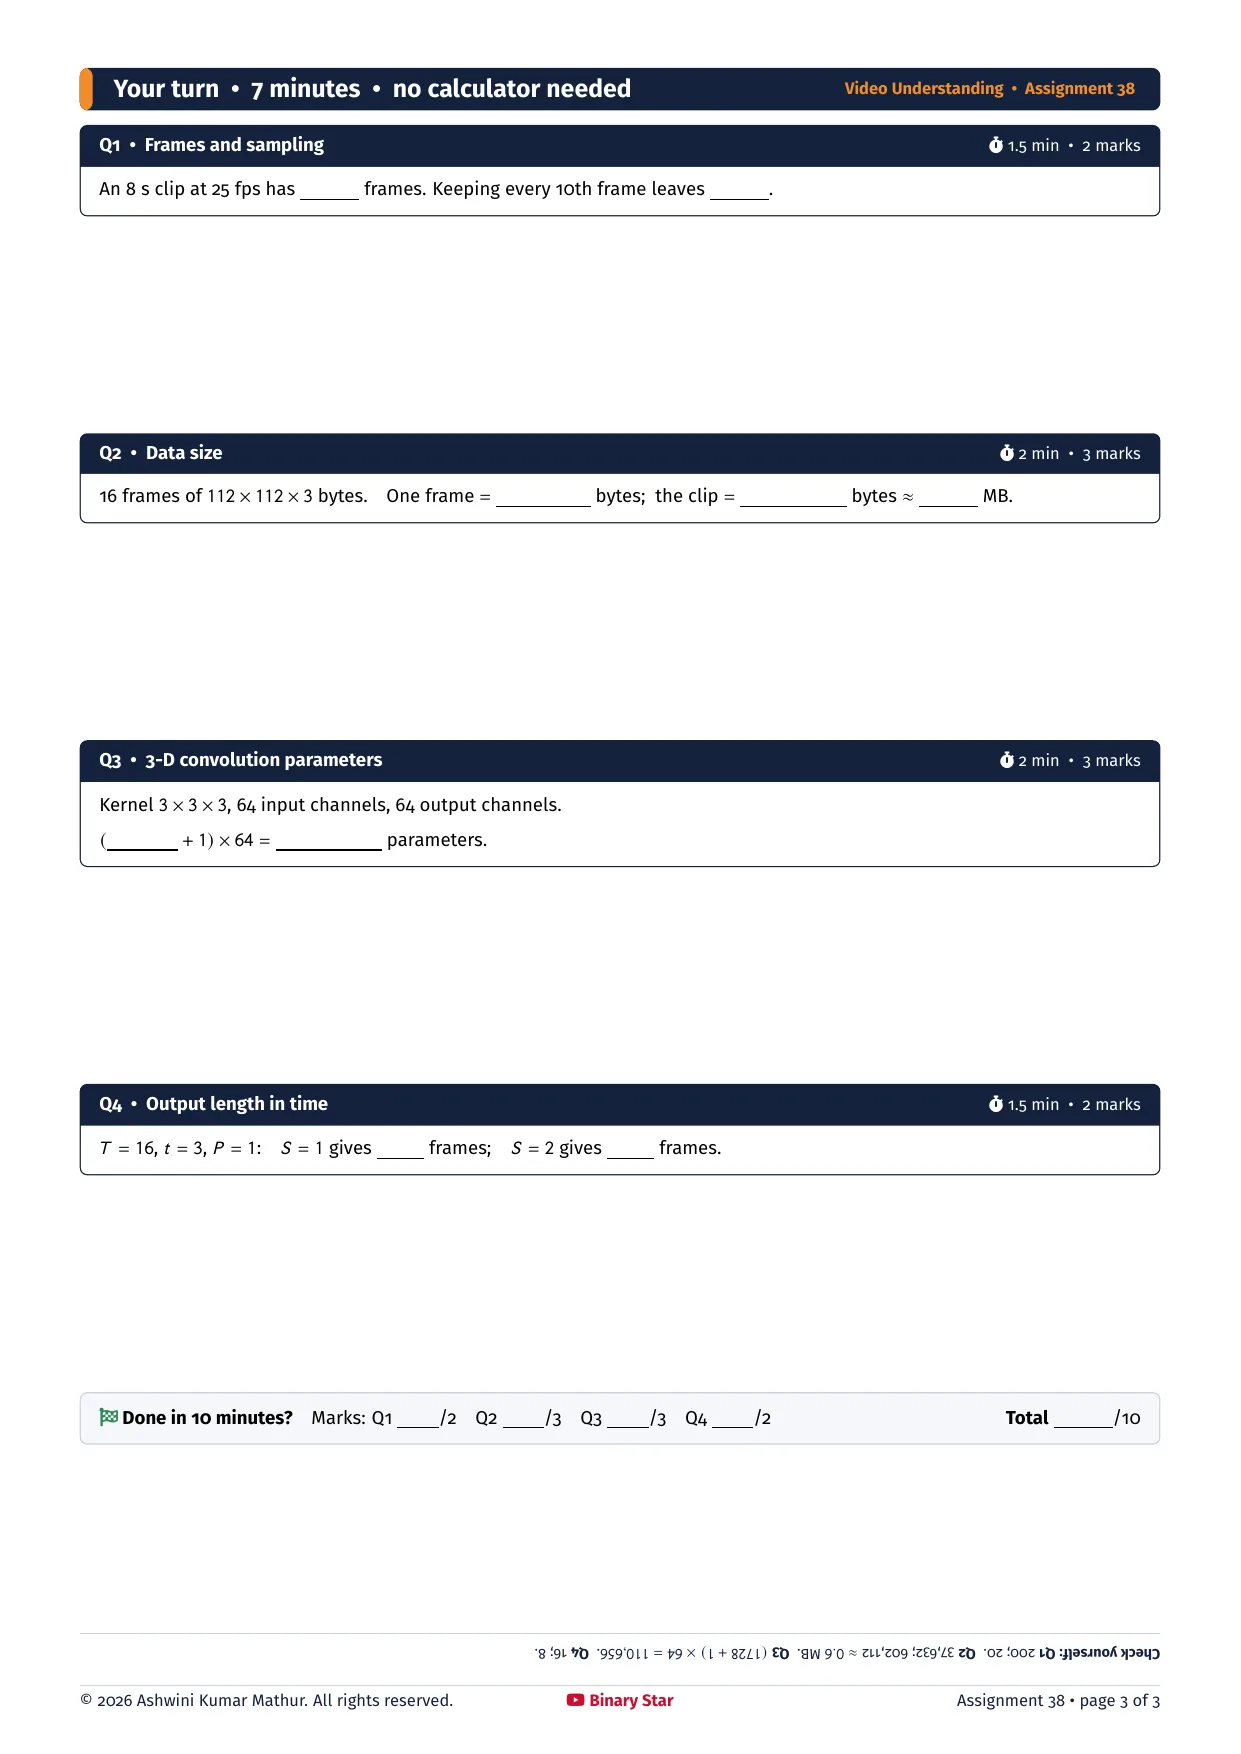 Your turn • 7 minutes • no calculator needed
Video Understanding • Assignment 38
Q1 • Frames and sampling
1.5 min • 2 marks
An 8 s clip at 25 fps has ______ frames. Keeping every 10th frame leaves ______.
Q2 • Data size
2 min • 3 marks
16 frames of 112 × 112 × 3 bytes. One frame = ______ bytes; the clip = ______ bytes ≈ ______ MB.
Q3 • 3-D convolution parameters
2 min • 3 marks
Kernel 3 × 3 × 3, 64 input channels, 64 output channels.
(______ + 1) × 64 = ______ parameters.
Q4 • Output length in time
1.5 min • 2 marks
T = 16, t = 3, P = 1: S = 1 gives ____ frames; S = 2 gives ____ frames.
Done in 10 minutes? Marks: Q1 ____/2 Q2 ____/3 Q3 ____/3 Q4 ____/2
Total ______/10
Check yourself: Q1 200; 20. Q2 37,632; 602,112 ≈ 0.6 MB. Q3 (1728 + 1) × 64 = 110,656. Q4 16; 8.
© 2026 Ashwini Kumar Mathur. All rights reserved.
Binary Star
Assignment 38 • page 3 of 3